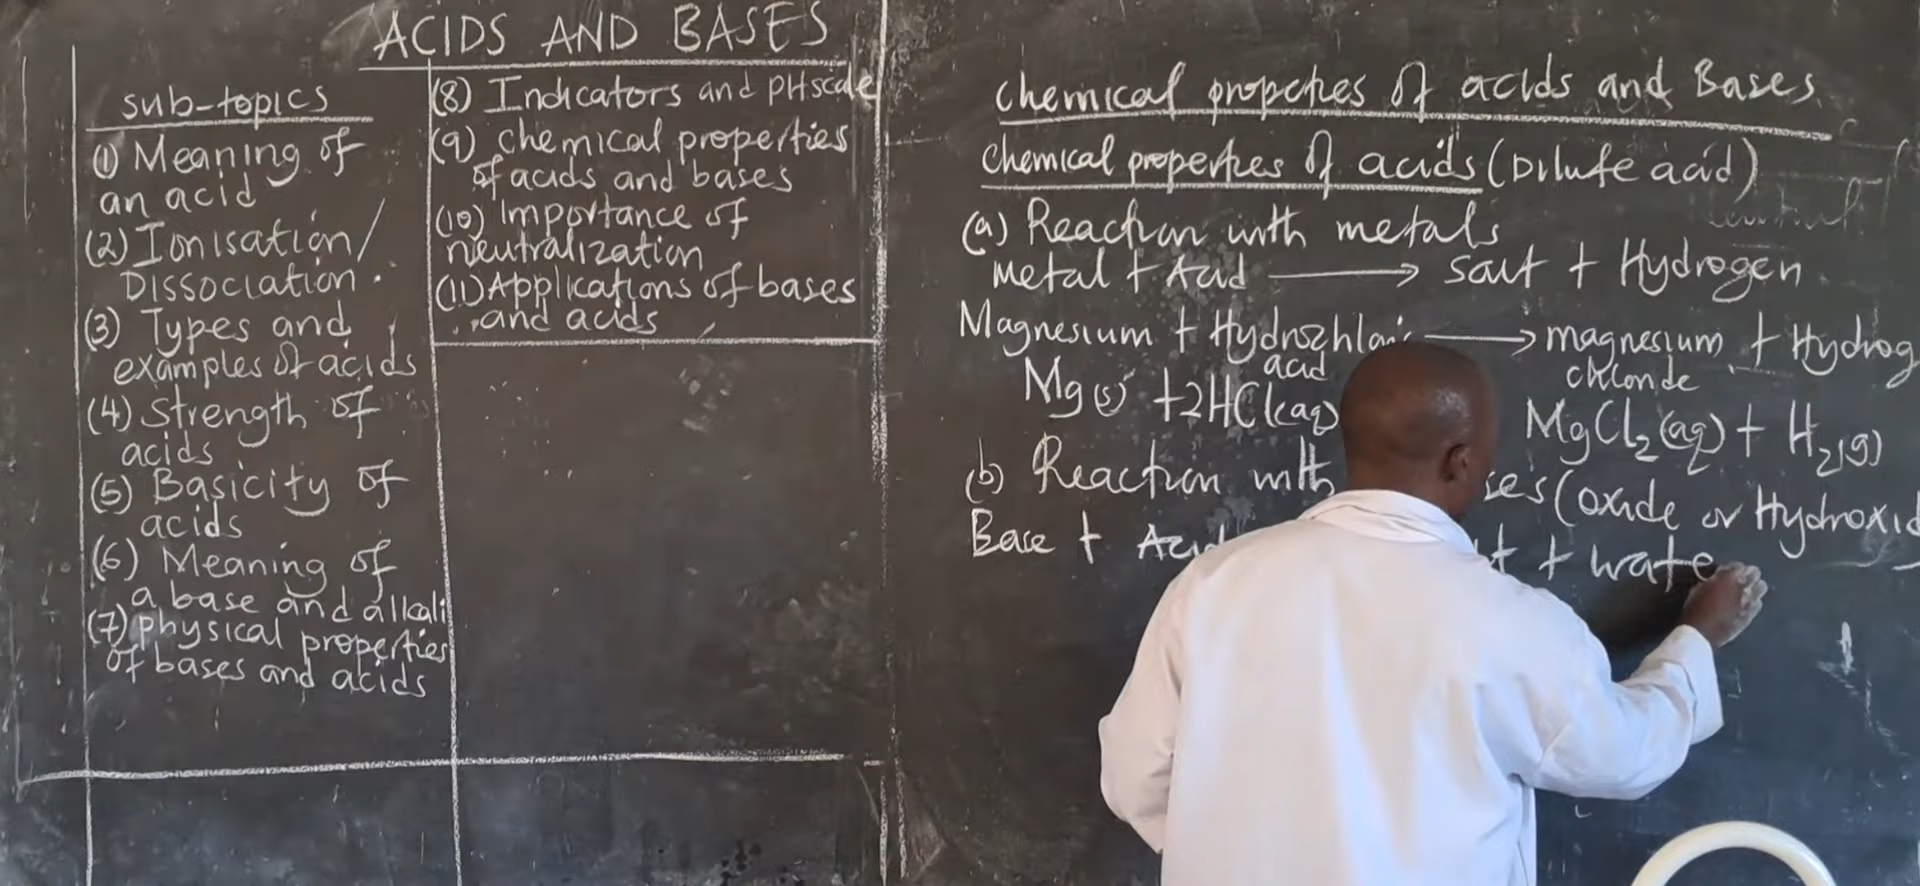 ACIDS AND BASES
sub-topics
(1) Meaning of
an acid
(2) Ionisation/
Dissociation.
(3) Types and
examples of acids
(4) Strength of
acids
(5) Basicity of
acids
(6) Meaning of
a base and alkali
(7) physical properties
of bases and acids
(8) Indicators and PH scale
(9) chemical properties
of acids and bases
(10) Importance of
neutralization
(11) Applications of bases
and acids
chemical properties of acids and Bases
chemical properties of acids (Dilute acid)
(a) Reaction with metals
metal + Acid → Salt + Hydrogen
Magnesium + Hydrochloric → magnesium + Hydrog
acid chloride
Mg(s) + 2HCl(aq) MgCl2(aq) + H2(g)
(b) Reaction with ses (oxide or Hydroxid
Base + Acid t + wate